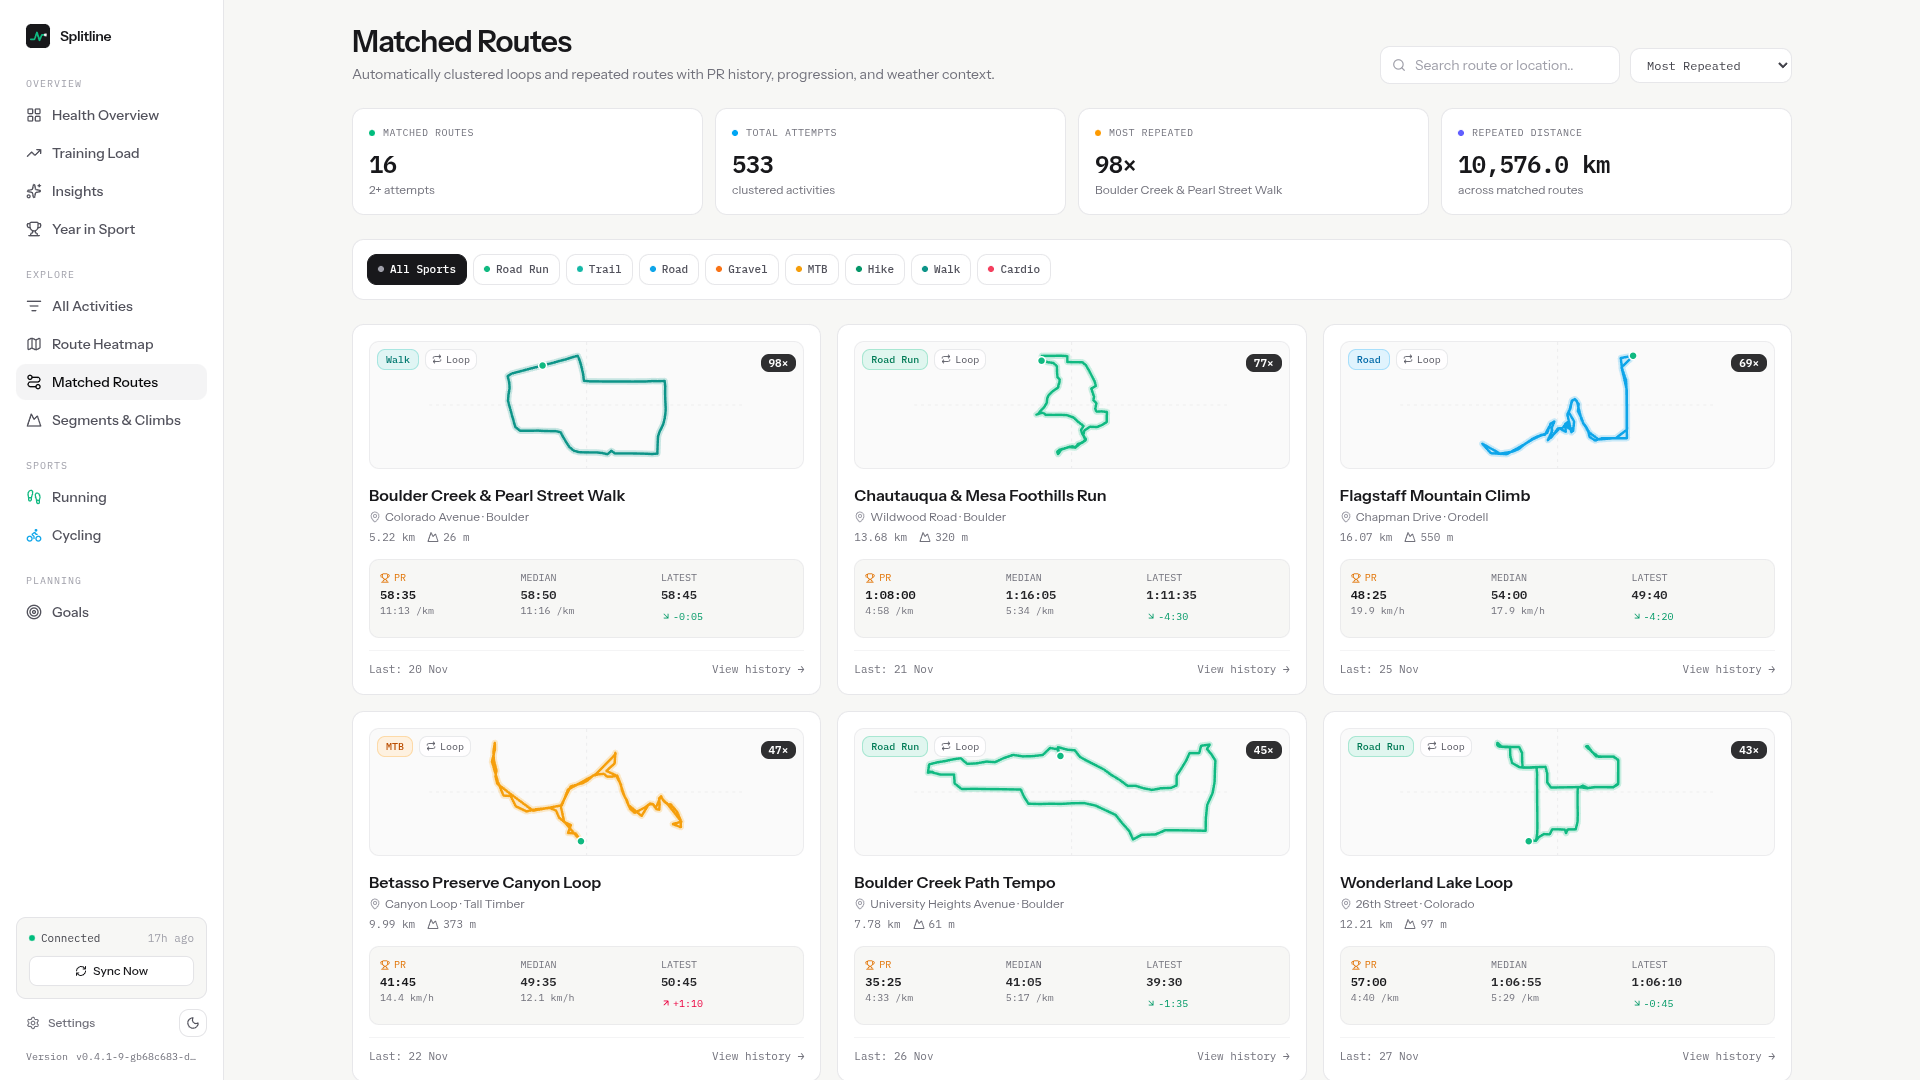 Splitline
OVERVIEW
Health Overview
Training Load
Insights
Year in Sport
EXPLORE
All Activities
Route Heatmap
Matched Routes
Segments & Climbs
SPORTS
Running
Cycling
PLANNING
Goals
Connected 17h ago
Sync Now
Settings
Version v0.4.1-9-gb68c683-d…
Matched Routes
Automatically clustered loops and repeated routes with PR history, progression, and weather context.
Search route or location..
Most Repeated
MATCHED ROUTES
16
2+ attempts
TOTAL ATTEMPTS
533
clustered activities
MOST REPEATED
98×
Boulder Creek & Pearl Street Walk
REPEATED DISTANCE
10,576.0 km
across matched routes
All Sports Road Run Trail Road Gravel MTB Hike Walk Cardio
Walk Loop 98×
Boulder Creek & Pearl Street Walk
Colorado Avenue · Boulder
5.22 km 26 m
PR MEDIAN LATEST
58:35 58:50 58:45
11:13 /km 11:16 /km ↘ -0:05
Last: 20 Nov View history →
Road Run Loop 77×
Chautauqua & Mesa Foothills Run
Wildwood Road · Boulder
13.68 km 320 m
PR MEDIAN LATEST
1:08:00 1:16:05 1:11:35
4:58 /km 5:34 /km ↘ -4:30
Last: 21 Nov View history →
Road Loop 69×
Flagstaff Mountain Climb
Chapman Drive · Orodell
16.07 km 550 m
PR MEDIAN LATEST
48:25 54:00 49:40
19.9 km/h 17.9 km/h ↘ -4:20
Last: 25 Nov View history →
MTB Loop 47×
Betasso Preserve Canyon Loop
Canyon Loop · Tall Timber
9.99 km 373 m
PR MEDIAN LATEST
41:45 49:35 50:45
14.4 km/h 12.1 km/h ↗ +1:10
Last: 22 Nov View history →
Road Run Loop 45×
Boulder Creek Path Tempo
University Heights Avenue · Boulder
7.78 km 61 m
PR MEDIAN LATEST
35:25 41:05 39:30
4:33 /km 5:17 /km ↘ -1:35
Last: 26 Nov View history →
Road Run Loop 43×
Wonderland Lake Loop
26th Street · Colorado
12.21 km 97 m
PR MEDIAN LATEST
57:00 1:06:55 1:06:10
4:40 /km 5:29 /km ↘ -0:45
Last: 27 Nov View history →